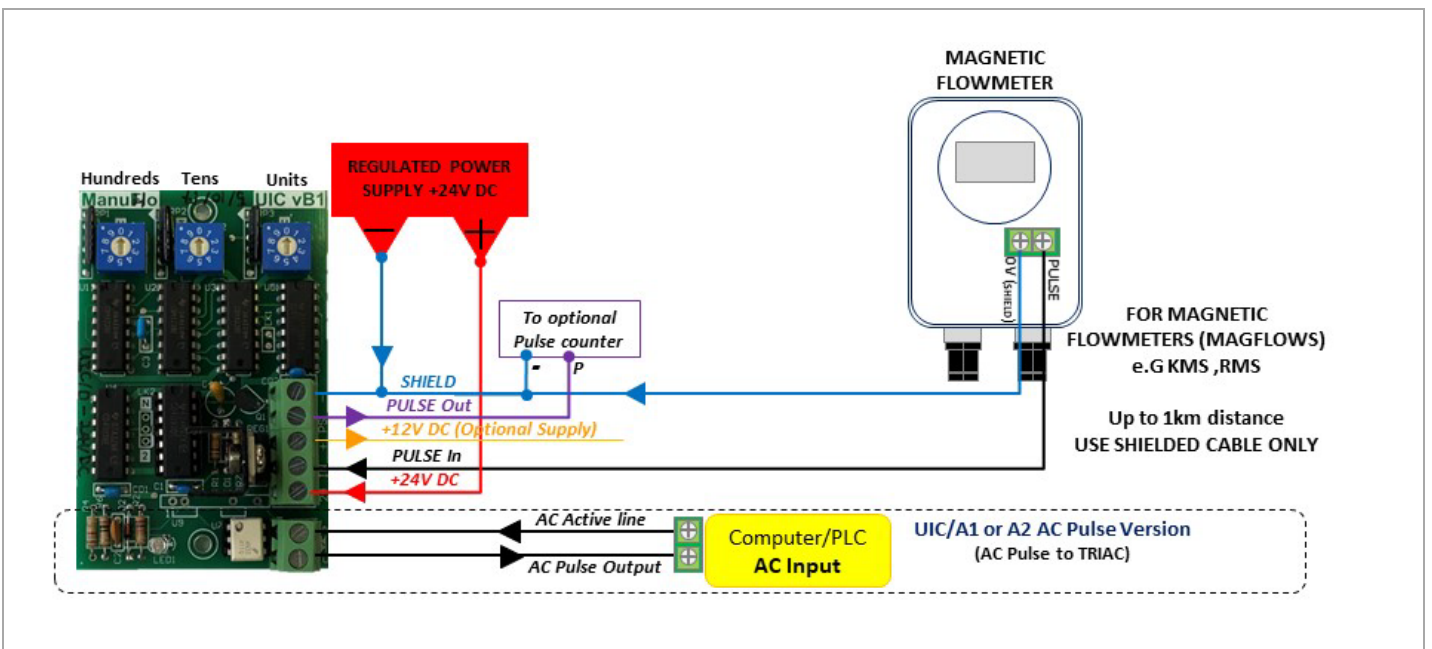 MAGNETIC
FLOWMETER
Hundreds Tens Units
REGULATED POWER
SUPPLY +24V DC
UIC vB1
0V (SHIELD)
PULSE
To optional
Pulse counter
- P
FOR MAGNETIC
FLOWMETERS (MAGFLOWS)
e.G KMS ,RMS
SHIELD
PULSE Out
+12V DC (Optional Supply)
Up to 1km distance
USE SHIELDED CABLE ONLY
PULSE In
+24V DC
AC Active line
AC Pulse Output
Computer/PLC
AC Input
UIC/A1 or A2 AC Pulse Version
(AC Pulse to TRIAC)
LED1